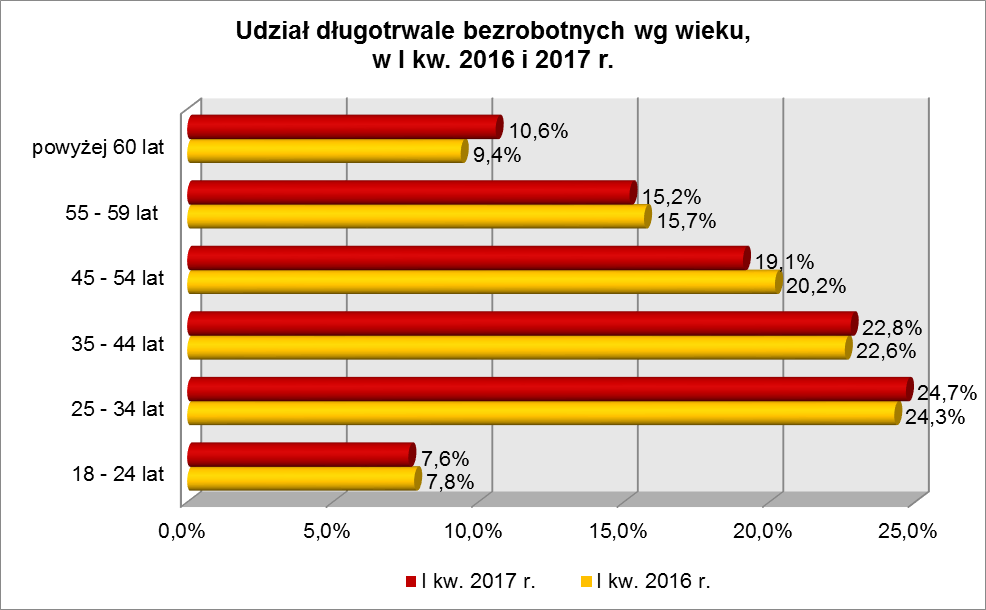 Udział długotrwale bezrobotnych wg wieku,
w I kw. 2016 i 2017 r.
powyżej 60 lat
10,6%
9,4%
55 - 59 lat
15,2%
15,7%
45 - 54 lat
19,1%
20,2%
35 - 44 lat
22,8%
22,6%
25 - 34 lat
24,7%
24,3%
18 - 24 lat
7,6%
7,8%
0,0% 5,0% 10,0% 15,0% 20,0% 25,0%
I kw. 2017 r. I kw. 2016 r.